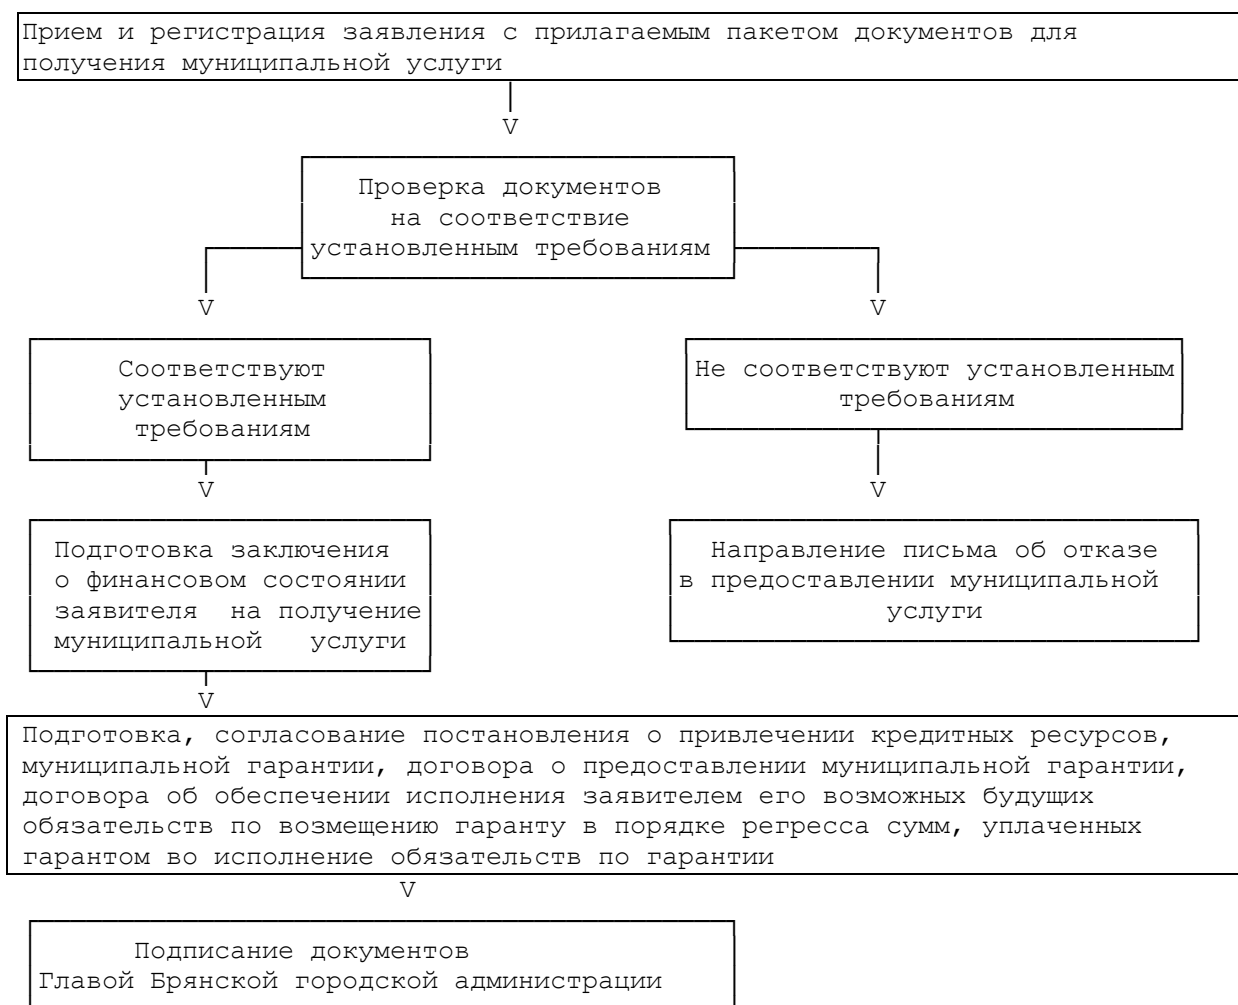 Прием и регистрация заявления с прилагаемым пакетом документов для
получения муниципальной услуги
V
Проверка документов
на соответствие
установленным требованиям
V
V
Соответствуют
установленным
требованиям
Не соответствуют установленным
требованиям
V
V
Подготовка заключения
о финансовом состоянии
заявителя на получение
муниципальной услуги
Направление письма об отказе
в предоставлении муниципальной
услуги
V
Подготовка, согласование постановления о привлечении кредитных ресурсов,
муниципальной гарантии, договора о предоставлении муниципальной гарантии,
договора об обеспечении исполнения заявителем его возможных будущих
обязательств по возмещению гаранту в порядке регресса сумм, уплаченных
гарантом во исполнение обязательств по гарантии
V
Подписание документов
Главой Брянской городской администрации